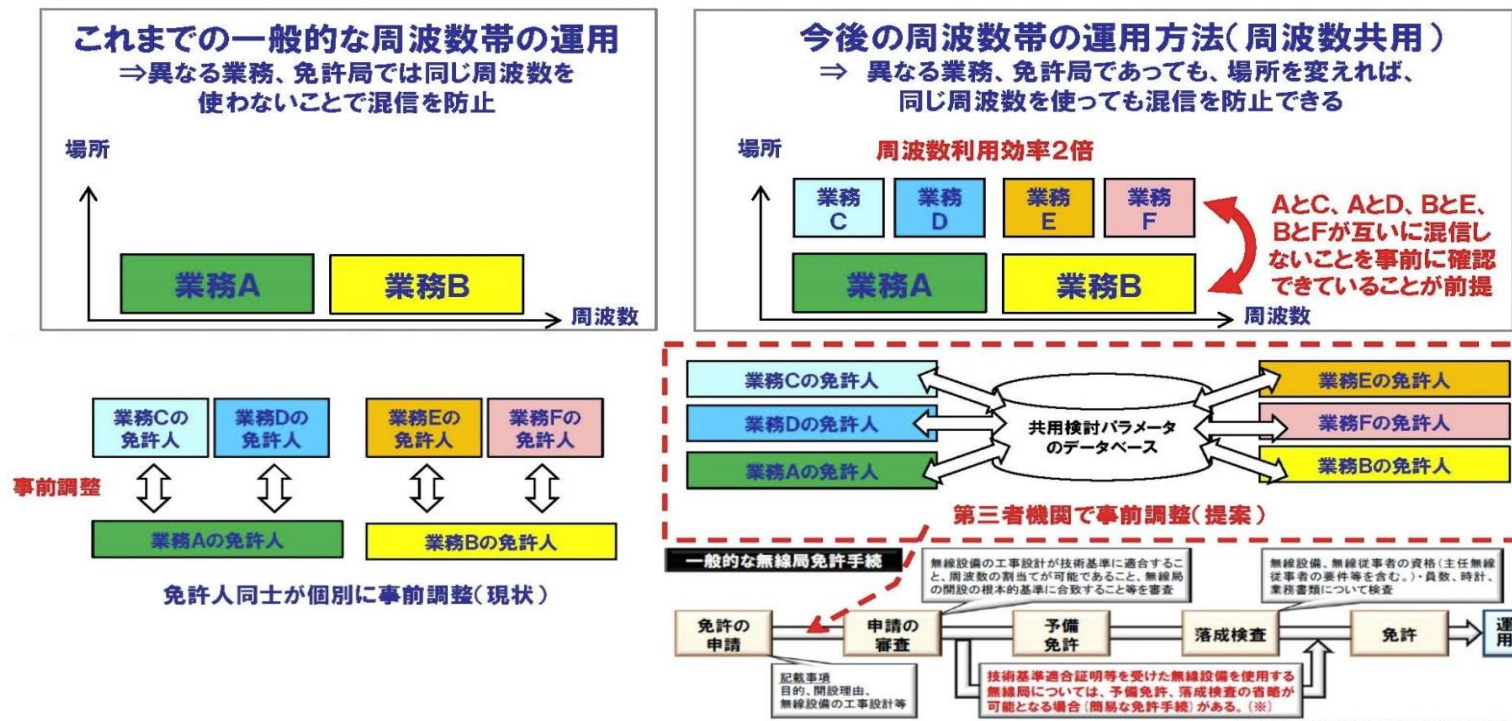 これまでの一般的な周波数帯の運用
⇒異なる業務、免許局では同じ周波数を
使わないことで混信を防止
場所
業務A
業務B
周波数
今後の周波数帯の運用方法(周波数共用)
⇒ 異なる業務、免許局であっても、場所を変えれば、
同じ周波数を使っても混信を防止できる
場所
周波数利用効率2倍
業務
C
業務
D
業務
E
業務
F
業務A
業務B
周波数
AとC、AとD、BとE、
BとFが互いに混信し
ないことを事前に確認
できていることが前提
業務Cの
免許人
業務Dの
免許人
業務Eの
免許人
業務Fの
免許人
事前調整
業務Aの免許人
業務Bの免許人
免許人同士が個別に事前調整(現状)
業務Cの免許人
業務Dの免許人
業務Aの免許人
共用検討パラメータ
のデータベース
業務Eの免許人
業務Fの免許人
業務Bの免許人
第三者機関で事前調整(提案)
一般的な無線局免許手続
無線設備の工事設計が技術基準に適合するこ
と、周波数の割当てが可能であること、無線局
の開設の根本的基準に合致すること等を審査
無線設備、無線従事者の資格(主任無線
従事者の要件等を含む。)・員数、時計、
業務書類について検査
免許の
申請
申請の
審査
予備
免許
落成検査
免許
運
用
記載事項
目的、開設理由、
無線設備の工事設計等
技術基準適合証明等を受けた無線設備を使用する
無線局については、予備免許、落成検査の省略が
可能となる場合(簡易な免許手続)がある。(※)